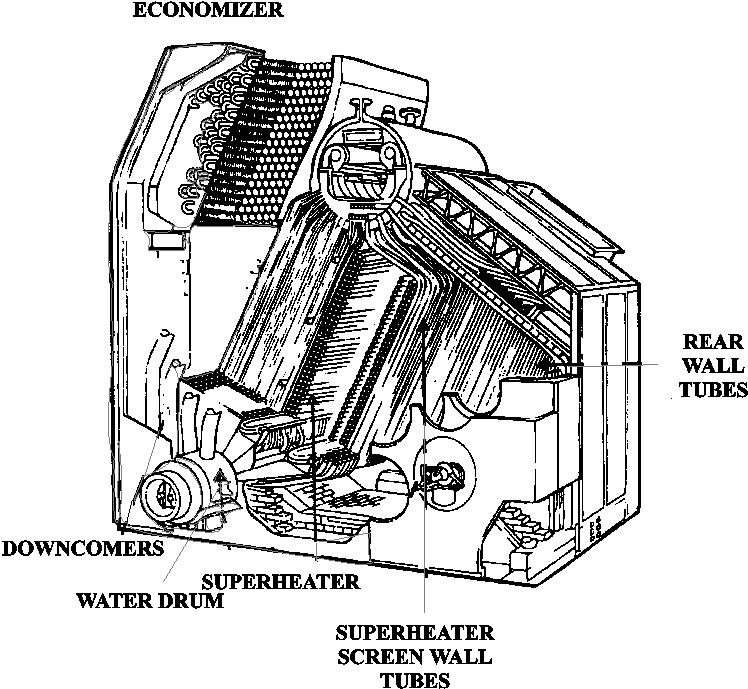 ECONOMIZER
REAR
WALL
TUBES
DOWNCOMERS
SUPERHEATER
WATER DRUM
SUPERHEATER
SCREEN WALL
TUBES